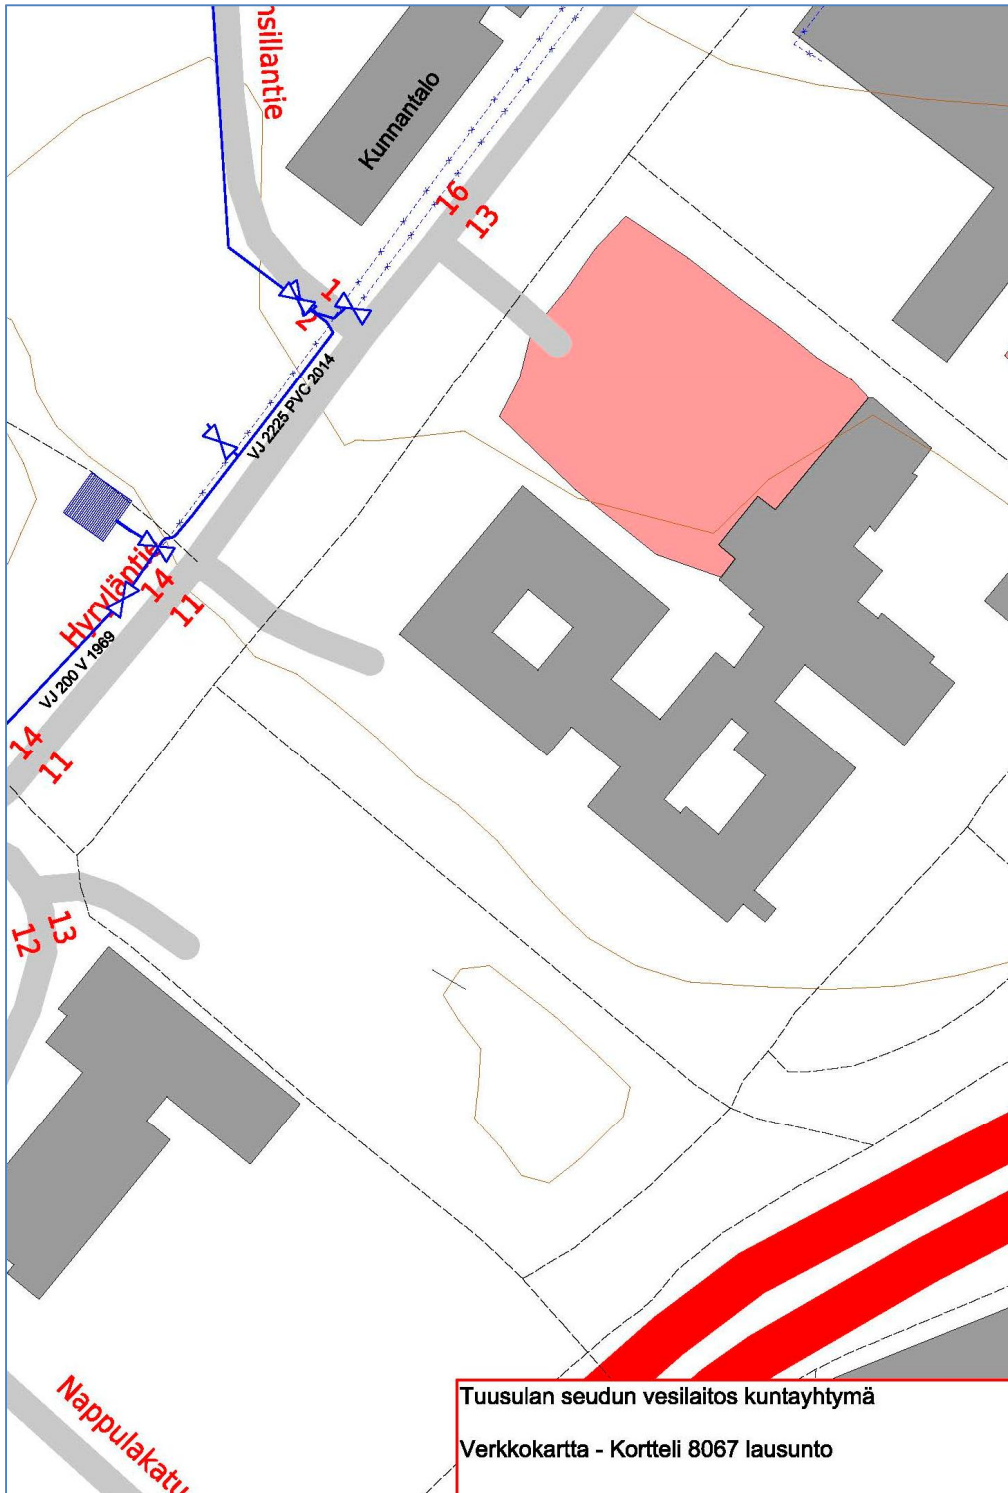 nsillantie
Kunnantalo
16
13
1
2
VJ 2225 PVC 2014
Hyryläntie
14
11
VJ 200 V 1969
14
11
13
12
Nappulakatu
Tuusulan seudun vesilaitos kuntayhtymä
Verkkokartta - Kortteli 8067 lausunto